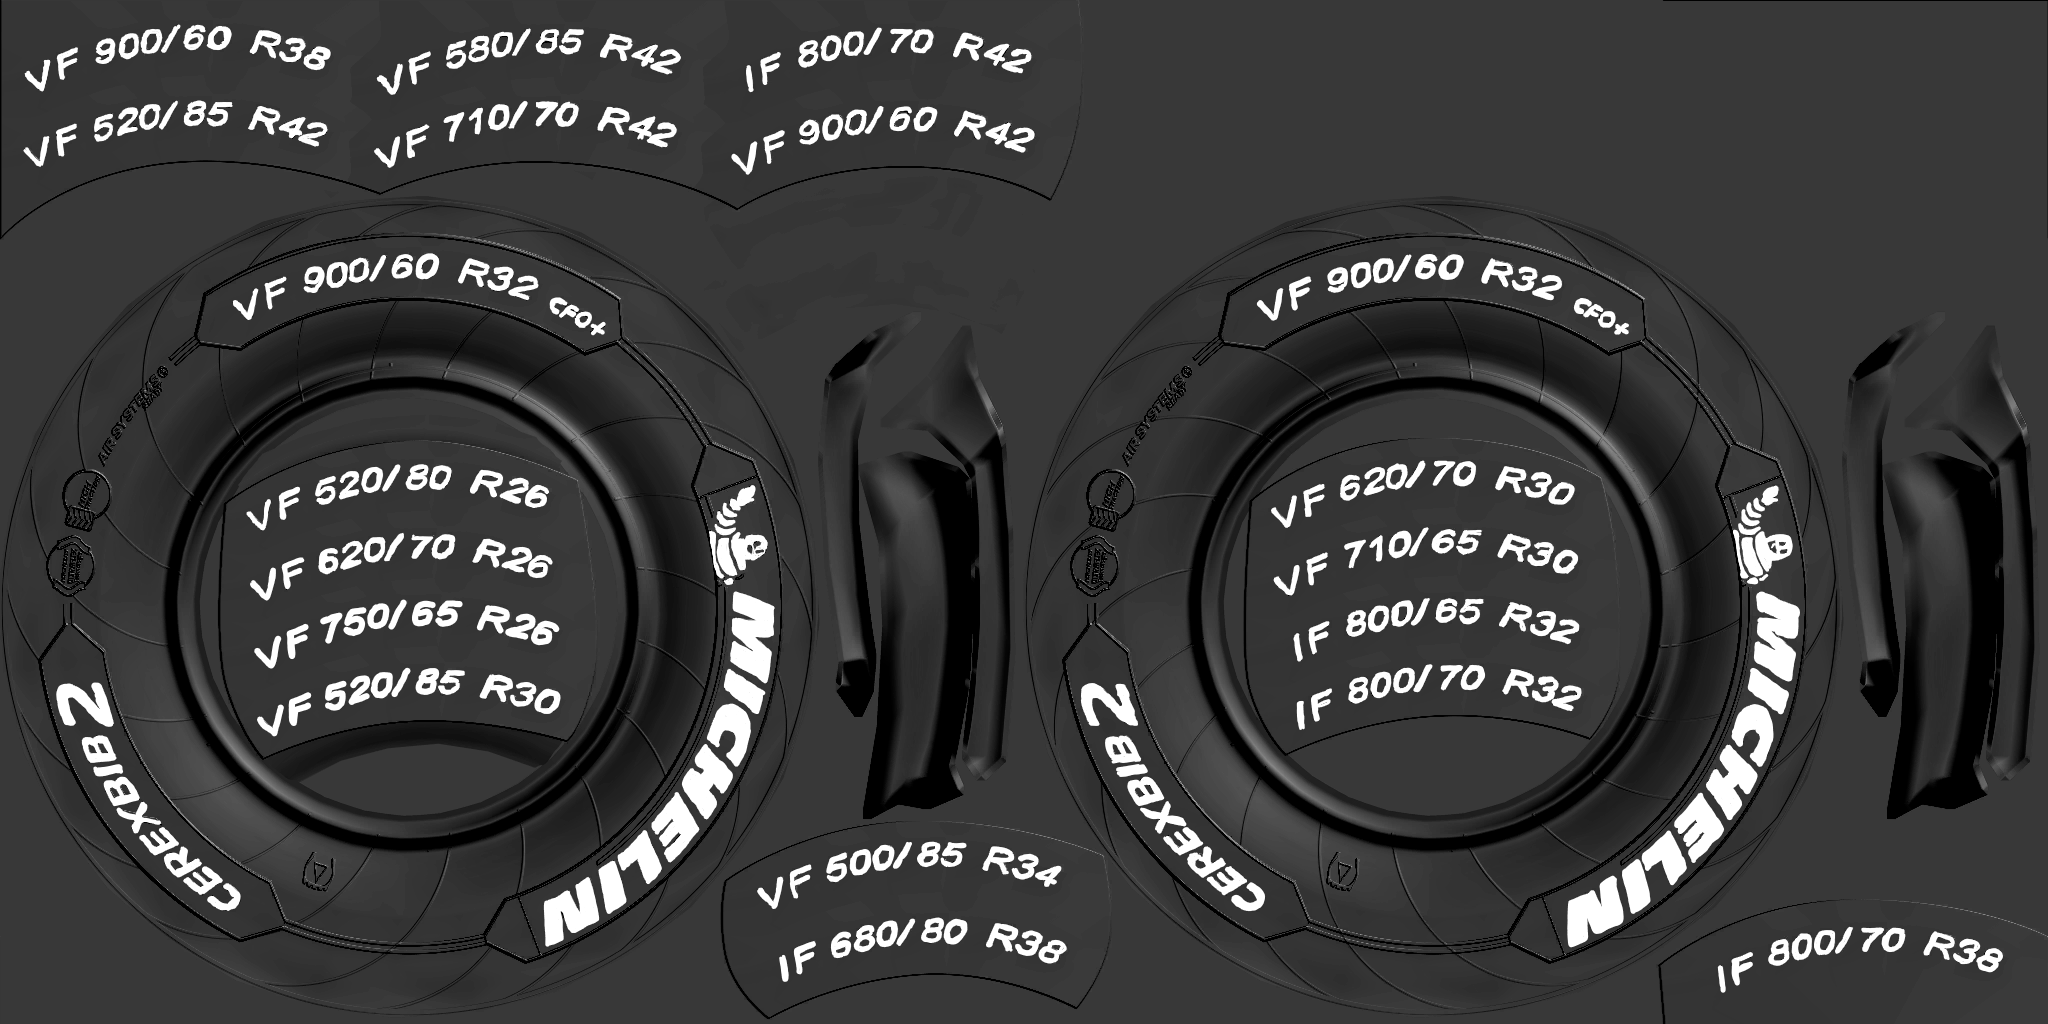 VF 900/60 R38
VF 520/85 R42
VF 580/85 R42
VF 710/70 R42
IF 800/70 R42
VF 900/60 R42
VF 900/60 R32 CFO+
AIR SYSTEMS®
MICHELIN
CEREXBIB 2
VF 520/80 R26
VF 620/70 R26
VF 750/65 R26
VF 520/85 R30
VF 500/85 R34
IF 680/80 R38
VF 900/60 R32 CFO+
AIR SYSTEMS®
MICHELIN
CEREXBIB 2
VF 620/70 R30
VF 710/65 R30
IF 800/65 R32
IF 800/70 R32
IF 800/70 R38